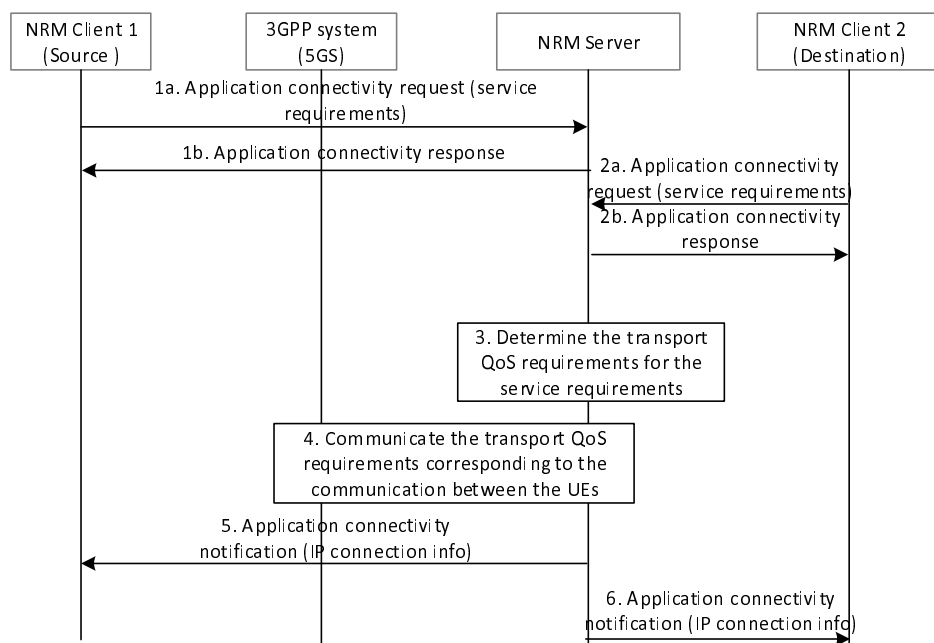 NRM Client 1
(Source )
3GPP system
(5GS)
NRM Server
NRM Client 2
(Destination)
1a. Application connectivity request (service
requirements)
1b. Application connectivity response
2a. Application connectivity
request (service requirements)
2b. Application connectivity
response
3. Determine the transport
QoS requirements for the
service requirements
4. Communicate the transport QoS
requirements corresponding to the
communication between the UEs
5. Application connectivity
notification (IP connection info)
6. Application connectivity
notification (IP connection info)